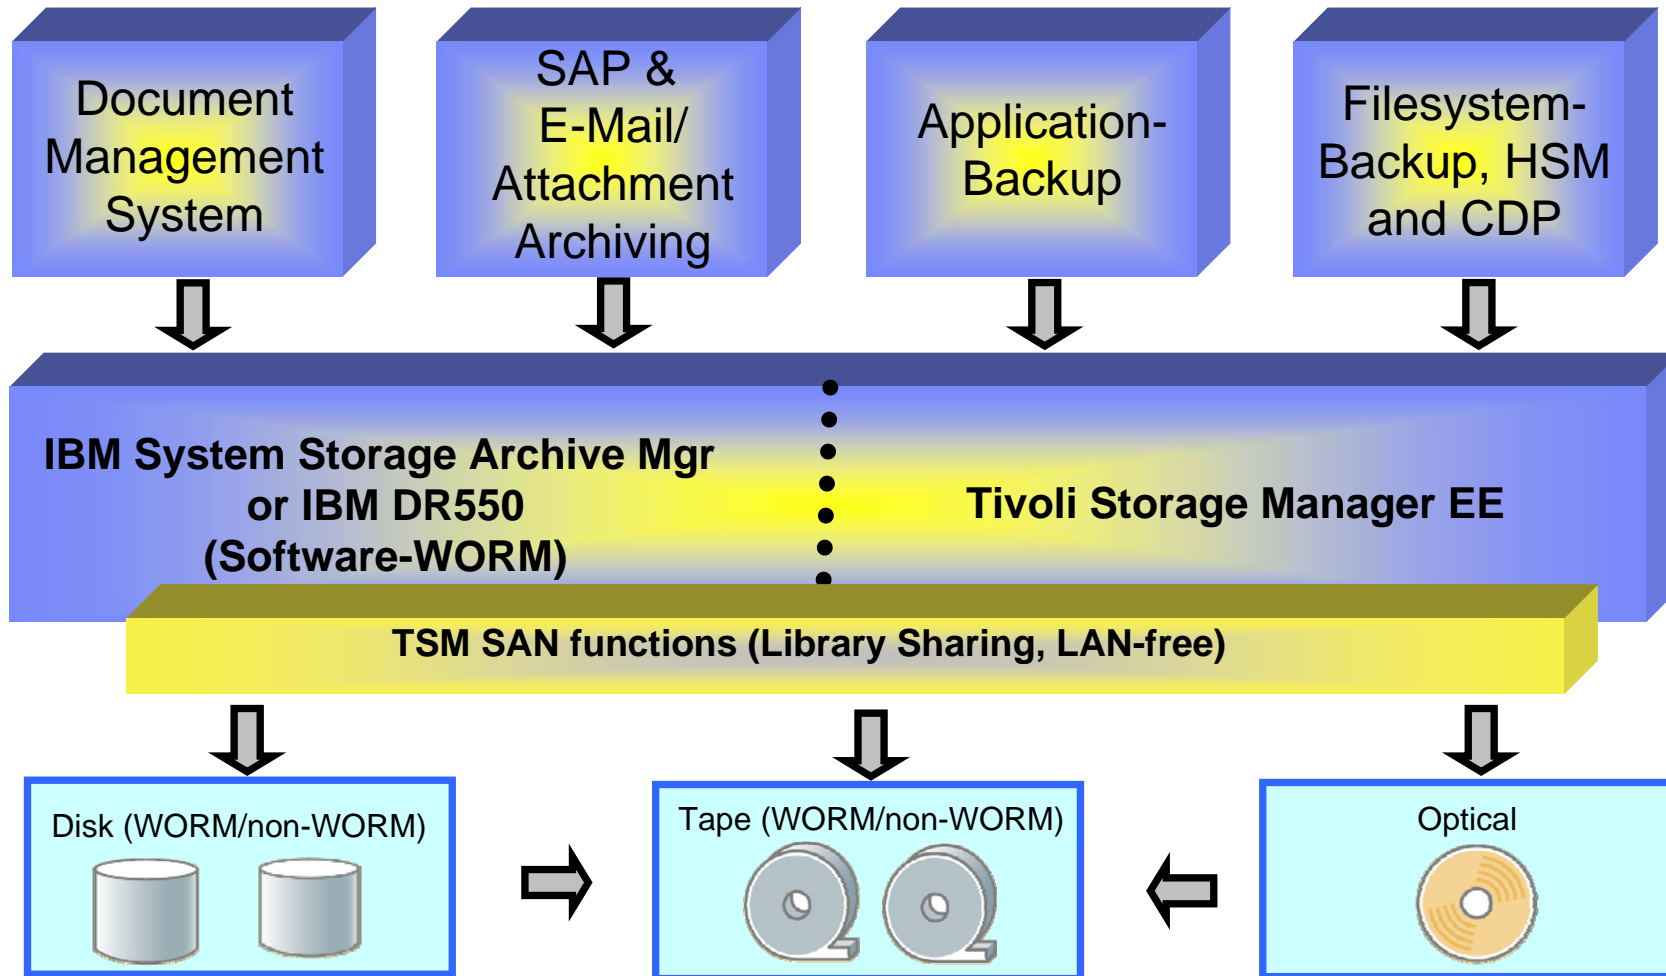 Document
Management
System
SAP &
E-Mail/
Attachment
Archiving
Application-
Backup
Filesystem-
Backup, HSM
and CDP
IBM System Storage Archive Mgr
or IBM DR550
(Software-WORM)
Tivoli Storage Manager EE
TSM SAN functions (Library Sharing, LAN-free)
Disk (WORM/non-WORM)
Tape (WORM/non-WORM)
Optical